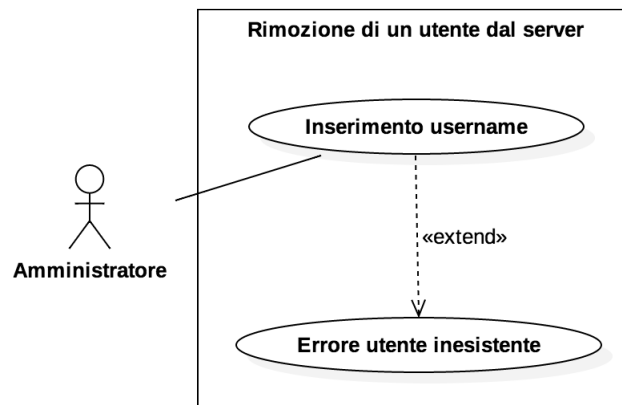 Rimozione di un utente dal server
Inserimento username
«extend»
Amministratore
Errore utente inesistente